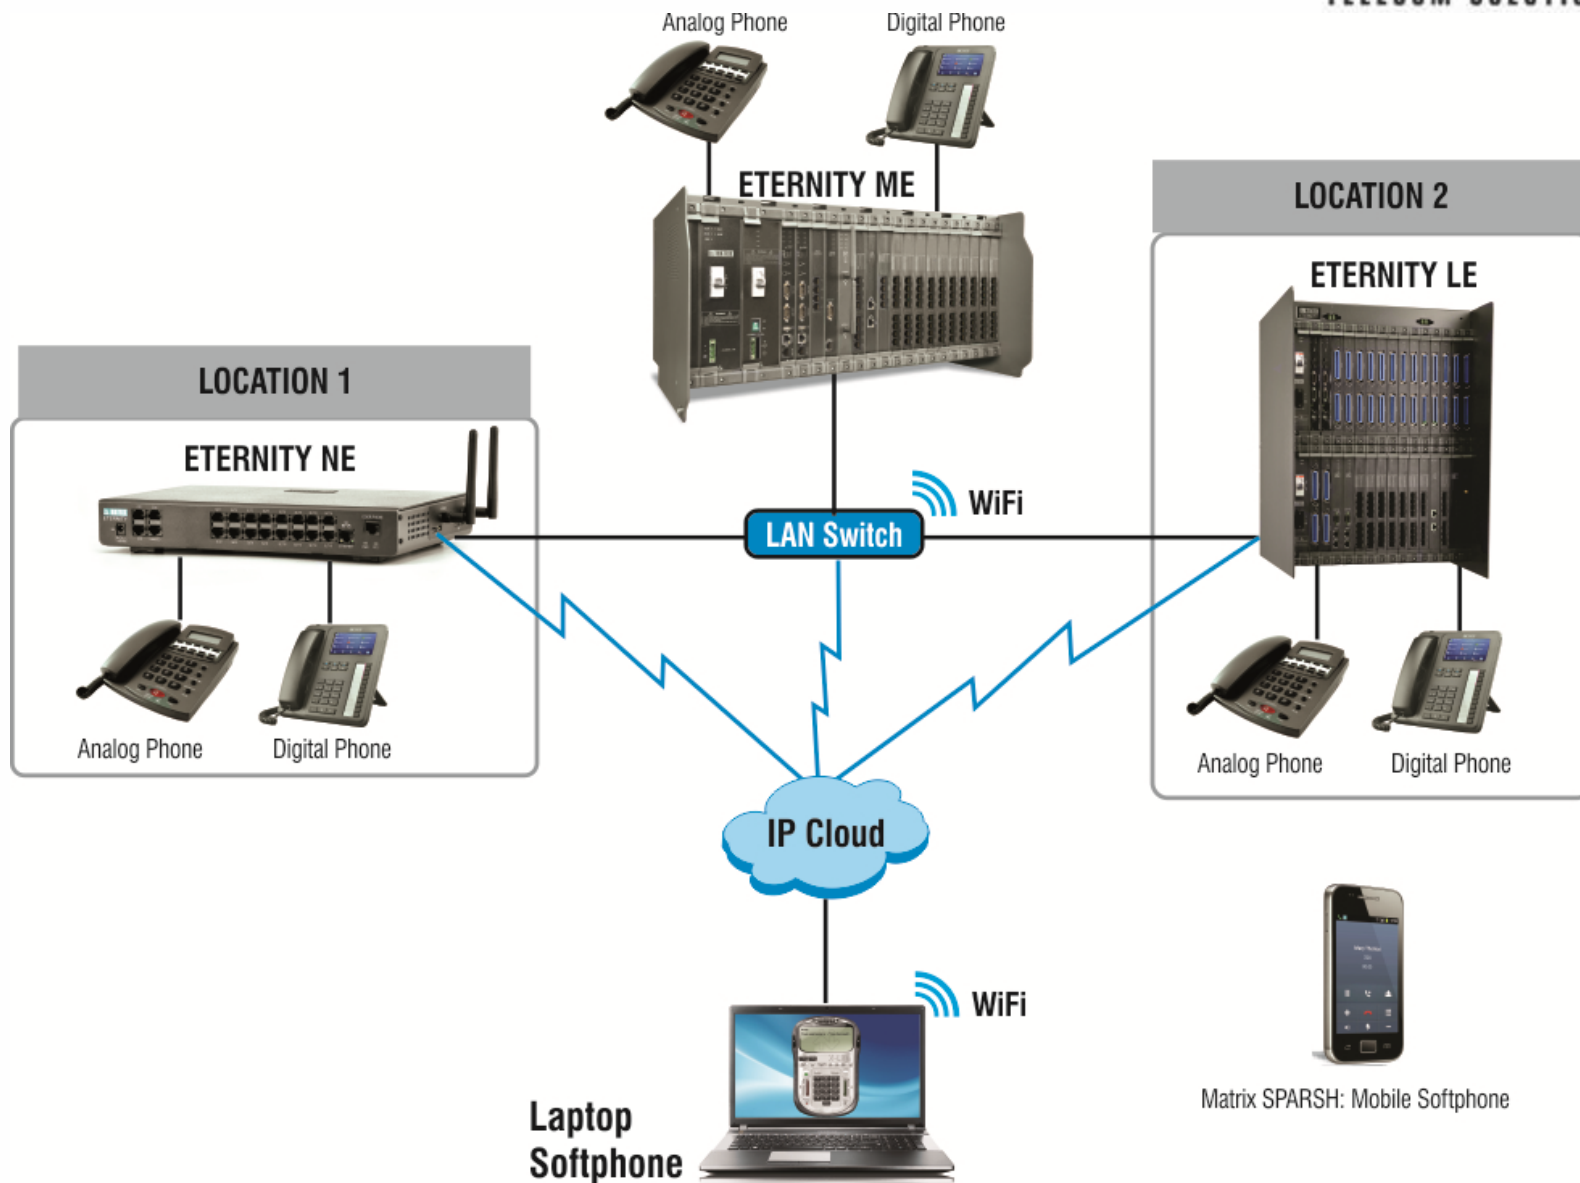 Analog Phone
Digital Phone
ETERNITY ME
LOCATION 2
ETERNITY LE
LOCATION 1
ETERNITY NE
WiFi
LAN Switch
Analog Phone
Digital Phone
Analog Phone
Digital Phone
IP Cloud
WiFi
Matrix SPARSH: Mobile Softphone
Laptop
Softphone